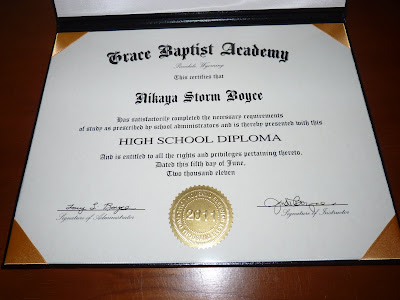 Grace Baptist Academy
Wyoming
This certifies that
Nikaya Storm Boyce
Has satisfactorily completed the necessary requirements
of study as prescribed by school administrators and is thereby presented with this
HIGH SCHOOL DIPLOMA
And is entitled to all the rights and privileges pertaining thereto.
Dated this fifth day of June,
Two thousand eleven
2011
Boyce
Signature of Administrator
Signature of Instructor